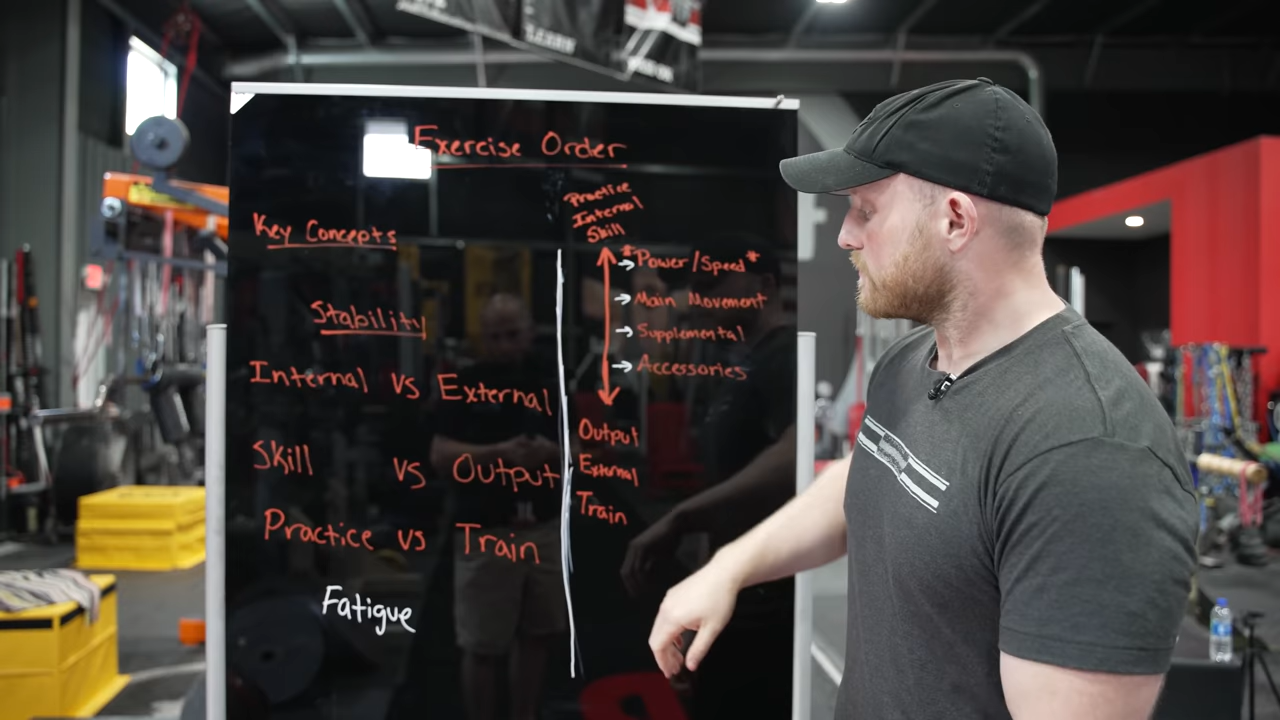 Exercise Order
Key Concepts
Stability
Internal vs External
Skill vs Output
Practice vs Train
Fatigue
Practice
Internal
Skill
*Power/Speed*
→ Main Movement
→ Supplemental
→ Accessories
Output
External
Train